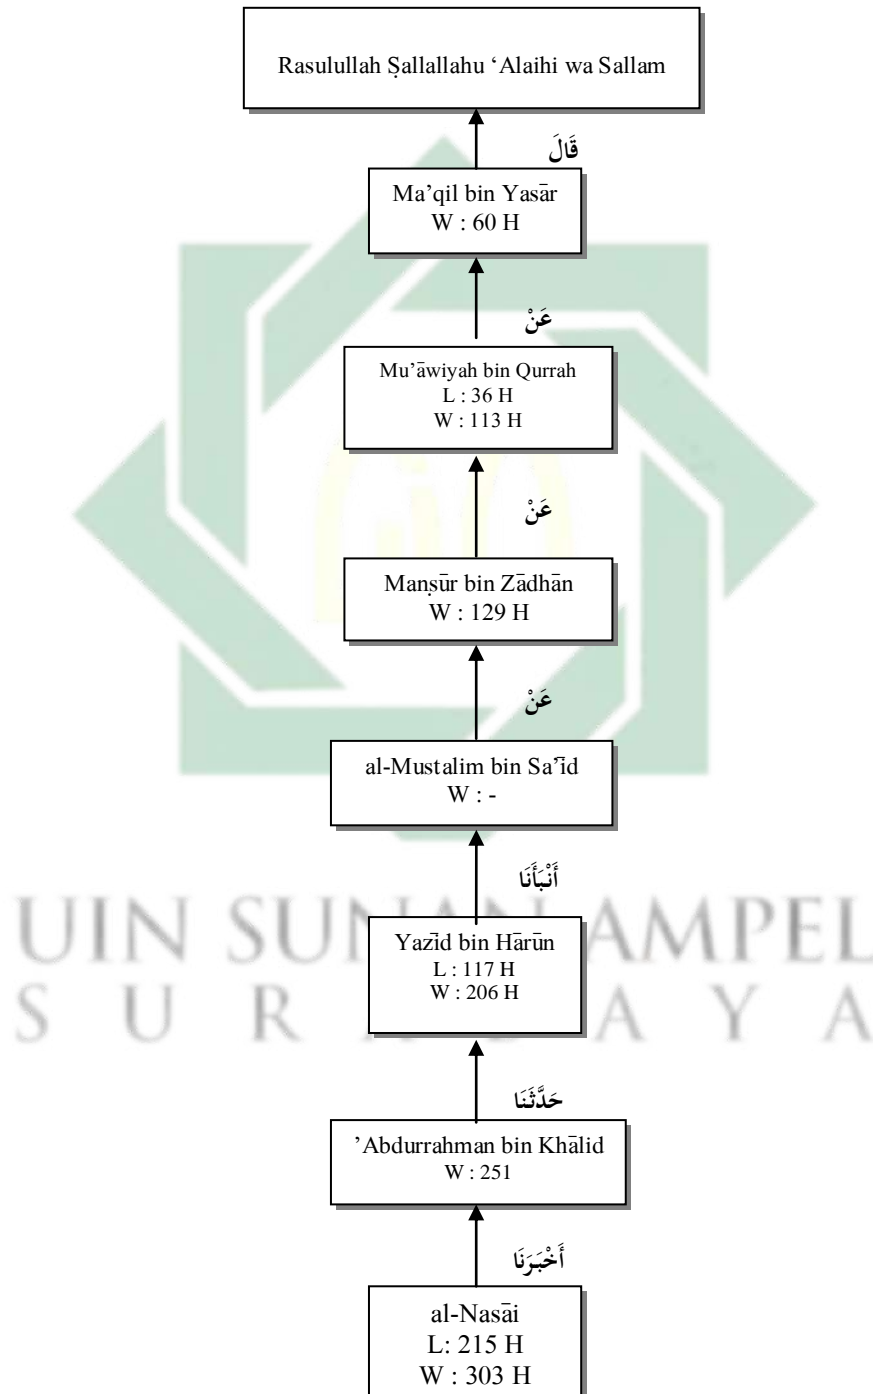 Rasulullah Ṣallallahu ‘Alaihi wa Sallam
قَالَ
Ma’qil bin Yasār
W : 60 H
عَنْ
Mu’āwiyah bin Qurrah
L : 36 H
W : 113 H
عَنْ
Manṣūr bin Zādhān
W : 129 H
عَنْ
al-Mustalim bin Sa’īd
W : -
أَنْبَأَنَا
Yazīd bin Hārūn
L : 117 H
W : 206 H
UIN SUNAN AMPEL
SURABAYA
حَدَّثَنَا
’Abdurrahman bin Khālid
W : 251
أَخْبَرَنَا
al-Nasāi
L: 215 H
W : 303 H